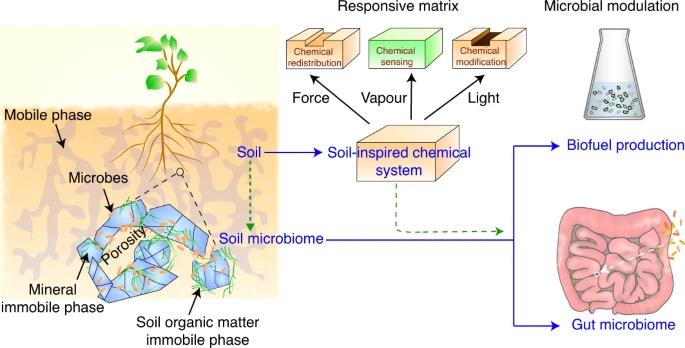 Responsive matrix
Microbial modulation
Chemical
redistribution
Chemical
sensing
Chemical
modification
Force
Vapour
Light
Mobile phase
Soil
Soil-inspired chemical
system
Biofuel production
Microbes
Porosity
Soil microbiome
Mineral
immobile phase
Soil organic matter
immobile phase
Gut microbiome